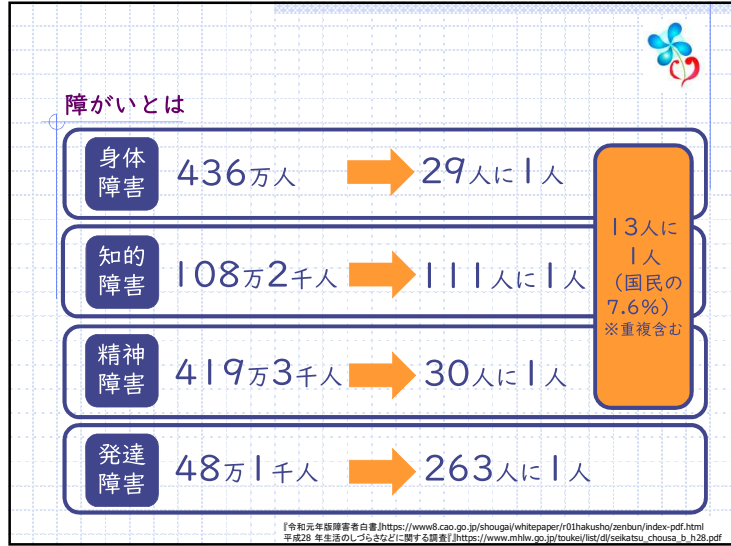 障がいとは
身体
障害
436万人
29人に1人
知的
障害
108万2千人
111人に1人
精神
障害
419万3千人
30人に1人
13人に
1人
（国民の
7.6%）
※重複含む
発達
障害
48万1千人
263人に1人
『令和元年版障害者白書』https://www8.cao.go.jp/shougai/whitepaper/r01hakusho/zenbun/index-pdf.html
平成28 年生活のしづらさなどに関する調査『』https://www.mhlw.go.jp/toukei/list/dl/seikatsu_chousa_b_h28.pdf